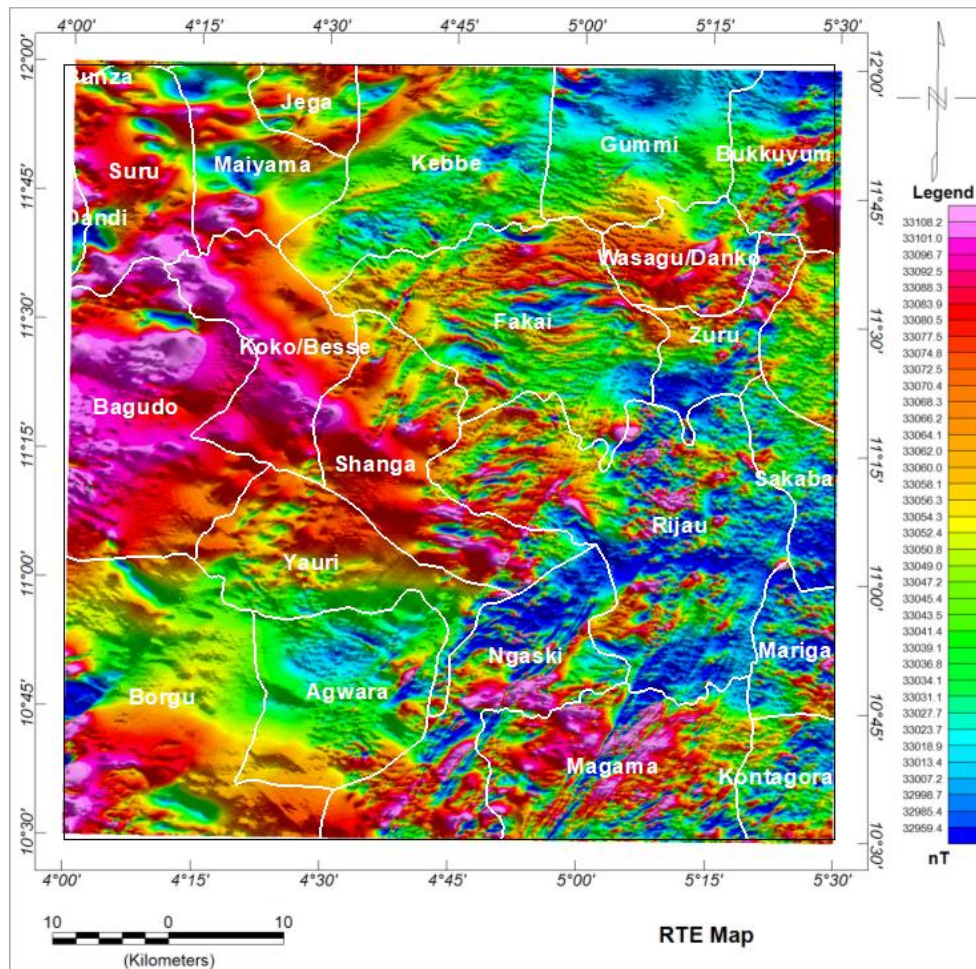 4°00' 4°15' 4°30' 4°45' 5°00' 5°15' 5°30'
12°00' 12°00'
Jega
Gummi
Suru Maiyama Kebbe Bukkuyum
11°45' 11°45'
Dandi
Wasagu/Danko
11°30' 11°30'
Fakai Zuru
Koko/Besse
Bagudo
11°15' 11°15'
Shanga
Sakaba
Rijau
Yauri
11°00' 11°00'
Ngaski Mariga
Borgu Agwara
10°45' 10°45'
Magama Kontagora
10°30' 10°30'
4°00' 4°15' 4°30' 4°45' 5°00' 5°15' 5°30'
N
Legend
33108.2
33101.0
33096.7
33092.5
33088.3
33083.9
33080.5
33077.5
33074.8
33072.5
33070.4
33068.3
33066.2
33064.1
33062.0
33060.0
33058.1
33056.3
33054.3
33052.4
33050.8
33049.0
33047.2
33045.4
33043.5
33041.4
33039.1
33036.8
33034.1
33031.1
33027.7
33023.7
33018.9
33013.4
33007.2
32998.7
32985.4
32959.4
nT
10 0 10
(Kilometers)
RTE Map